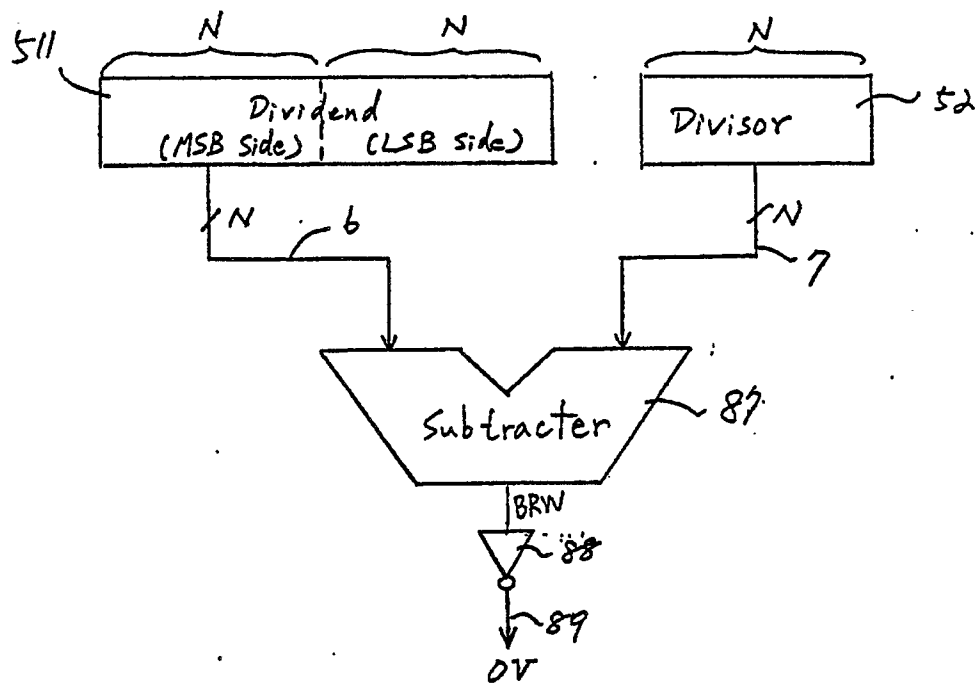 N N N
511
Dividend
(MSB Side) (LSB Side)
Divisor
52
N N
6
7
Subtracter
87
BRW
88
89
OV